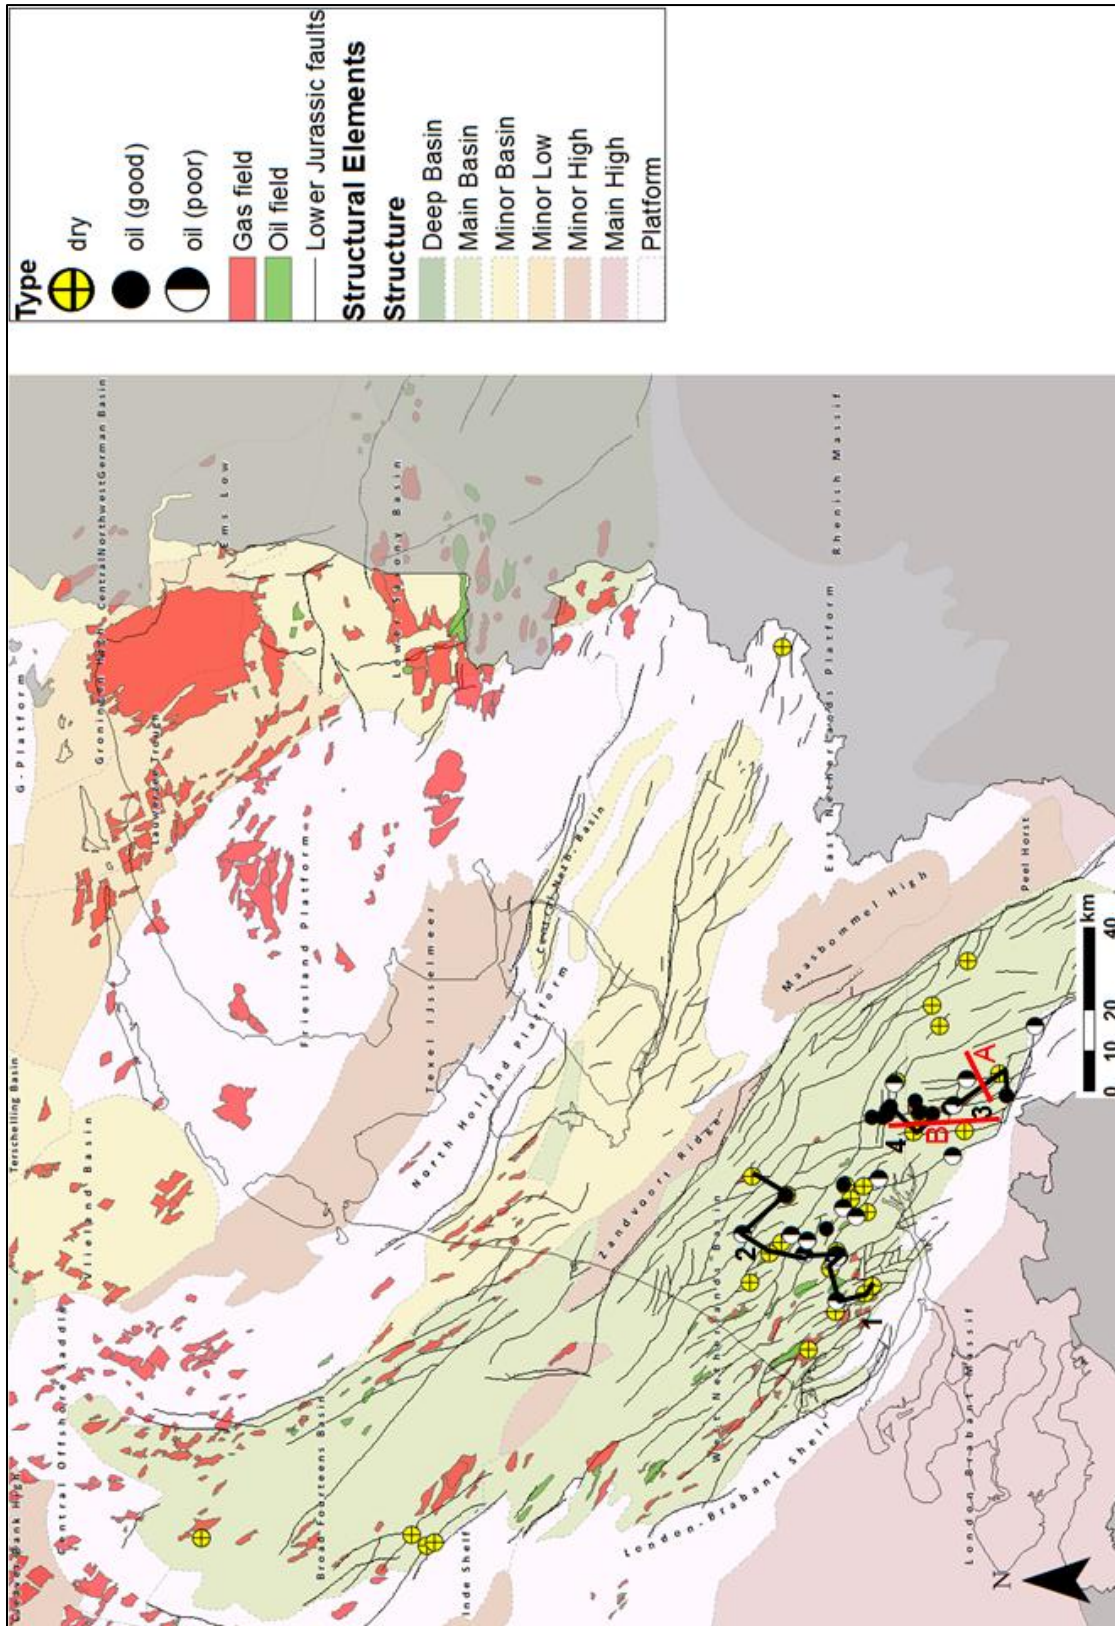 Type
dry
oil (good)
oil (poor)
Gas field
Oil field
Lower Jurassic faults
Structural Elements
Structure
Deep Basin
Main Basin
Minor Basin
Minor Low
Minor High
Main High
Platform
G-Platform
Groningen High
Central Northwest German Basin
Lauwerszee Trough
Ems Low
Lower Saxony Basin
Terschelling Basin
Vlieland Basin
Friesland Platform
Texel IJsselmeer
North Holland Platform
Central Neth. Basin
East Netherlands Platform
Rhenish Massif
Central Offshore Saddle
Bank High
Broad Fourteens Basin
Inde Shelf
Zandvoort Ridge
Maasbommel High
Peel Horst
West Netherlands Basin
London-Brabant Shelf
London-Brabant Massif
1
2
3
4
A
B
N
0 10 20 40
km